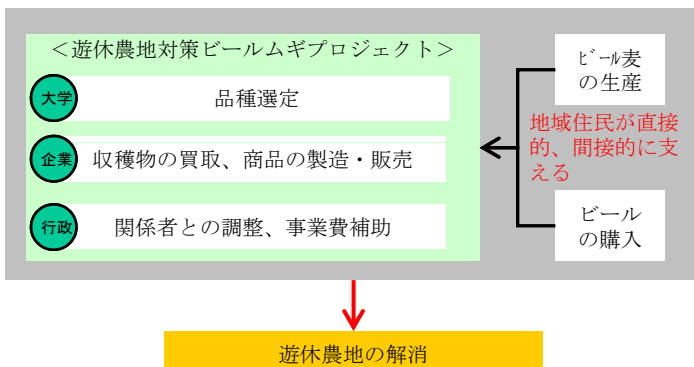 ＜遊休農地対策ビールムギプロジェクト＞
大学
品種選定
企業
収穫物の買取、商品の製造・販売
行政
関係者との調整、事業費補助
ﾋﾞｰﾙ麦
の生産
地域住民が直接
的、間接的に支
える
ビール
の購入
遊休農地の解消